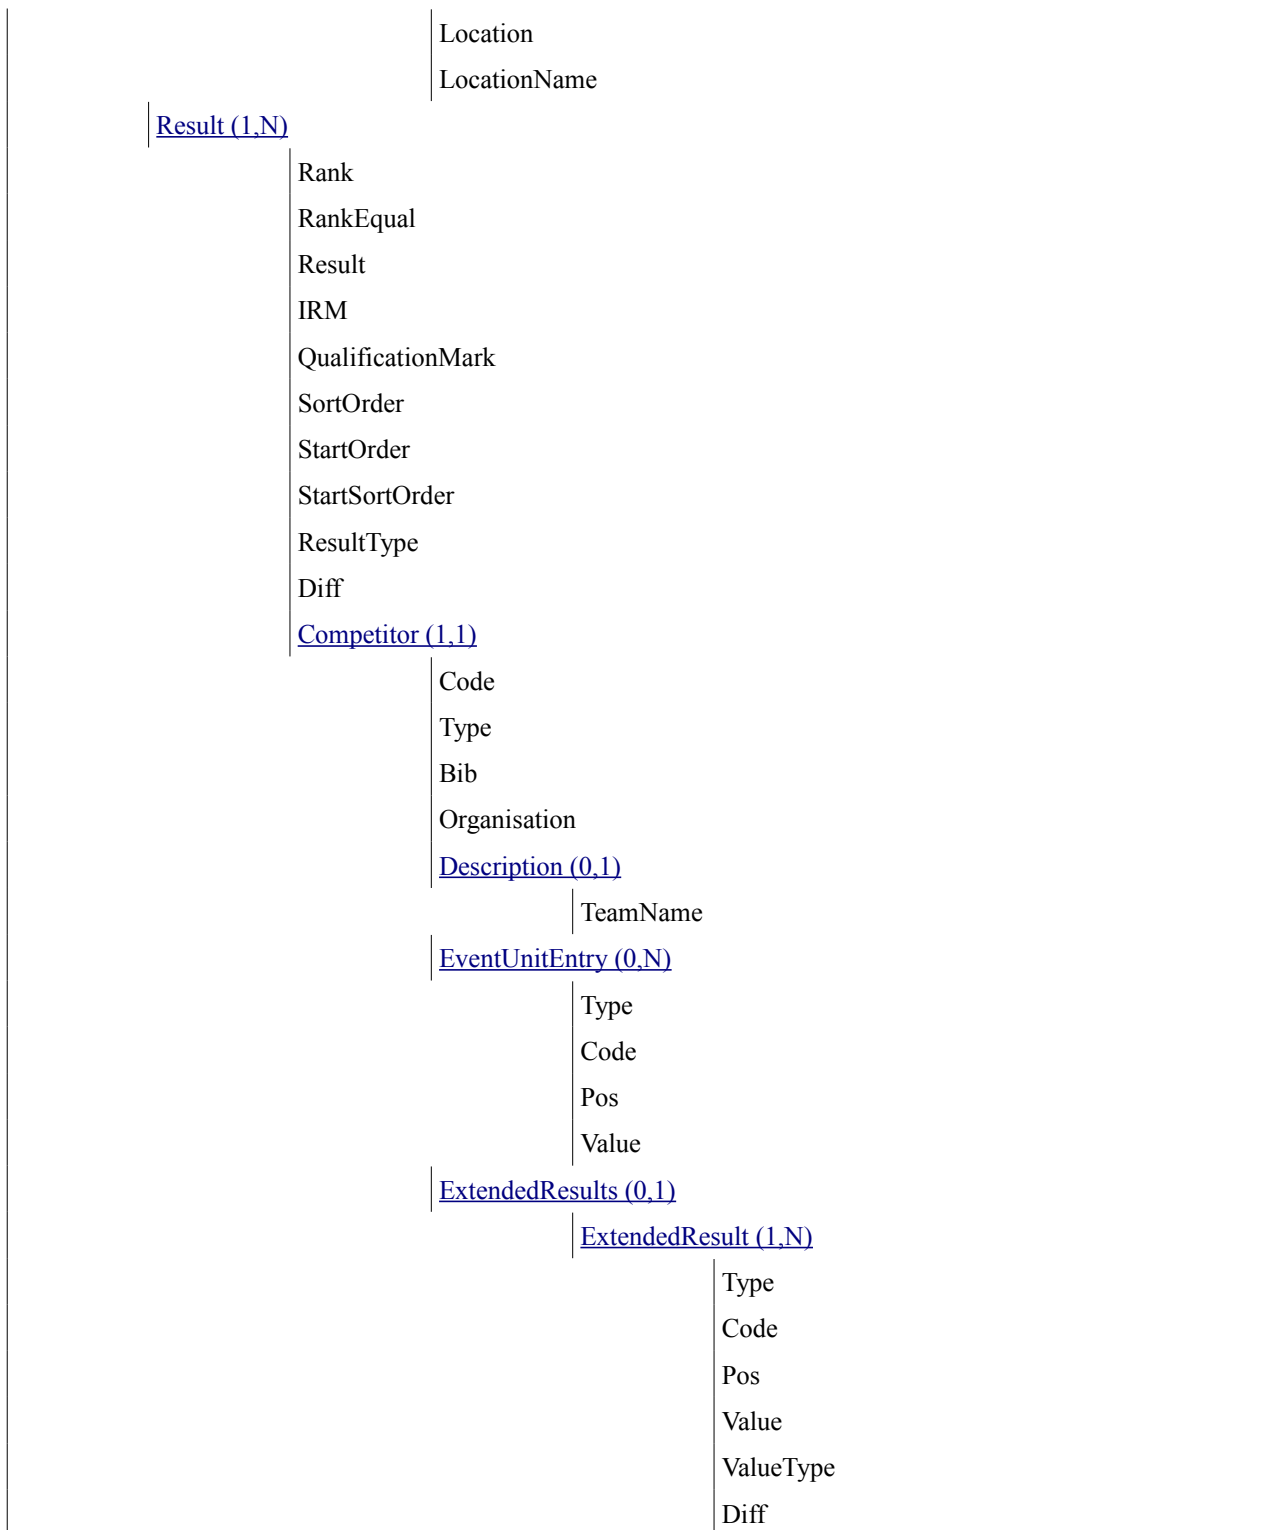 Location
LocationName
Result (1,N)
Rank
RankEqual
Result
IRM
QualificationMark
SortOrder
StartOrder
StartSortOrder
ResultType
Diff
Competitor (1,1)
Code
Type
Bib
Organisation
Description (0,1)
TeamName
EventUnitEntry (0,N)
Type
Code
Pos
Value
ExtendedResults (0,1)
ExtendedResult (1,N)
Type
Code
Pos
Value
ValueType
Diff